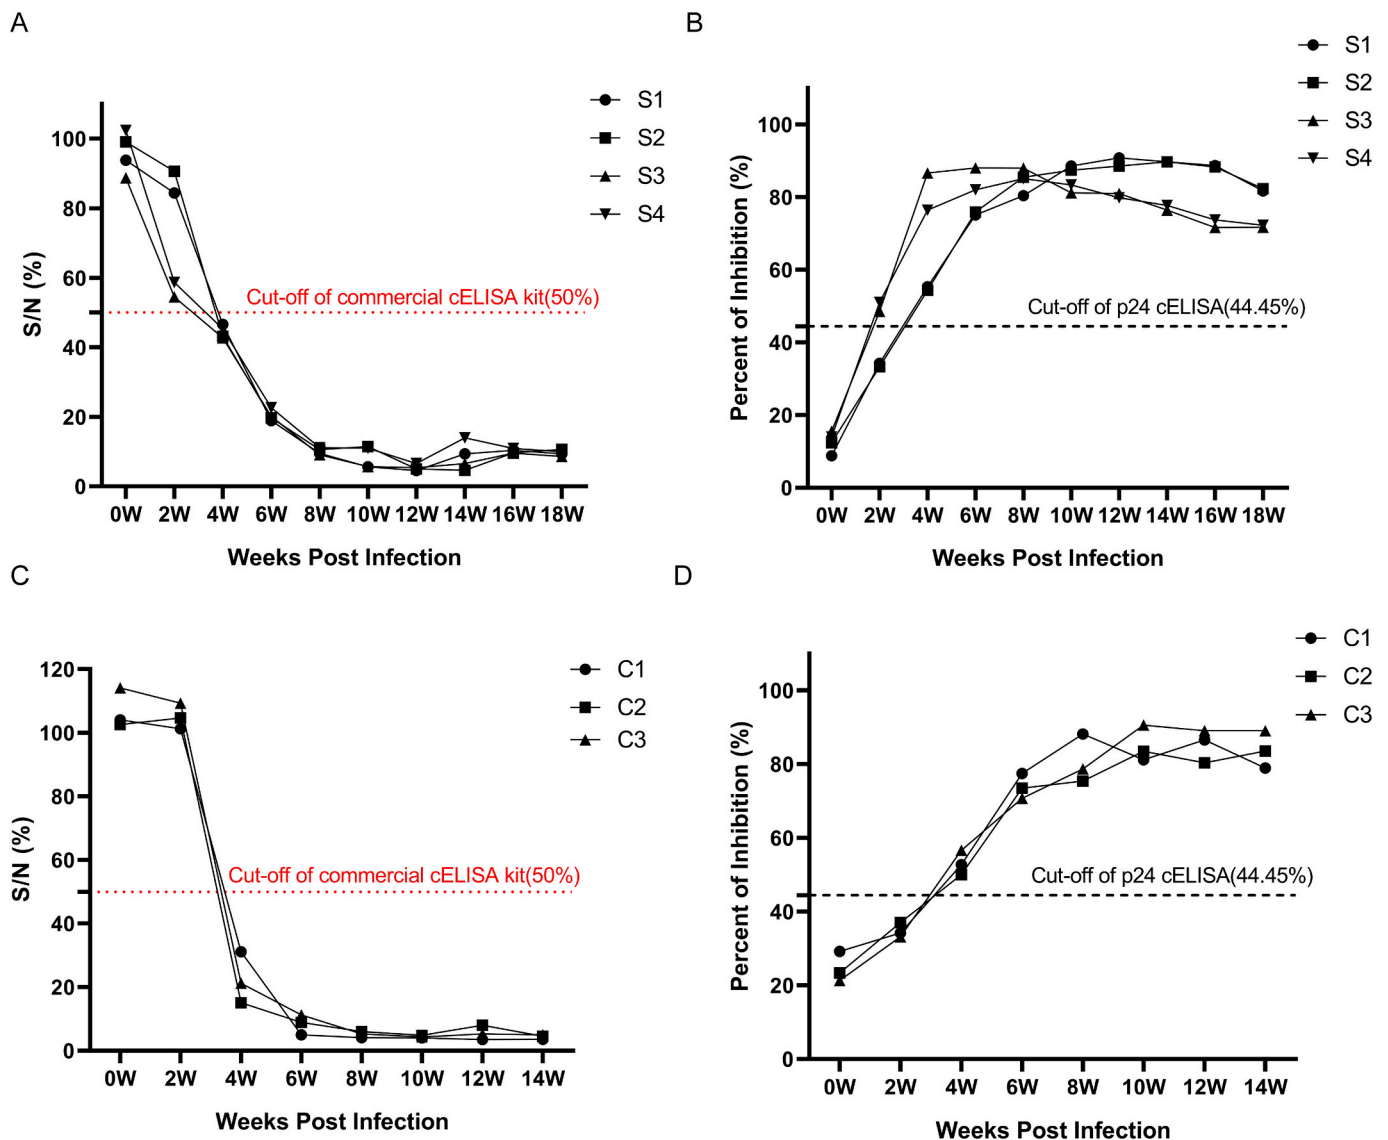 A
S1
S2
S3
S4
100
80
60
40
20
0
S/N (%)
Cut-off of commercial cELISA kit(50%)
0W 2W 4W 6W 8W 10W 12W 14W 16W 18W
Weeks Post Infection
B
S1
S2
S3
S4
100
80
60
40
20
0
Percent of Inhibition (%)
Cut-off of p24 cELISA(44.45%)
0W 2W 4W 6W 8W 10W 12W 14W 16W 18W
Weeks Post Infection
C
C1
C2
C3
120
100
80
60
40
20
0
S/N (%)
Cut-off of commercial cELISA kit(50%)
0W 2W 4W 6W 8W 10W 12W 14W
Weeks Post Infection
D
C1
C2
C3
100
80
60
40
20
0
Percent of Inhibition (%)
Cut-off of p24 cELISA(44.45%)
0W 2W 4W 6W 8W 10W 12W 14W
Weeks Post Infection